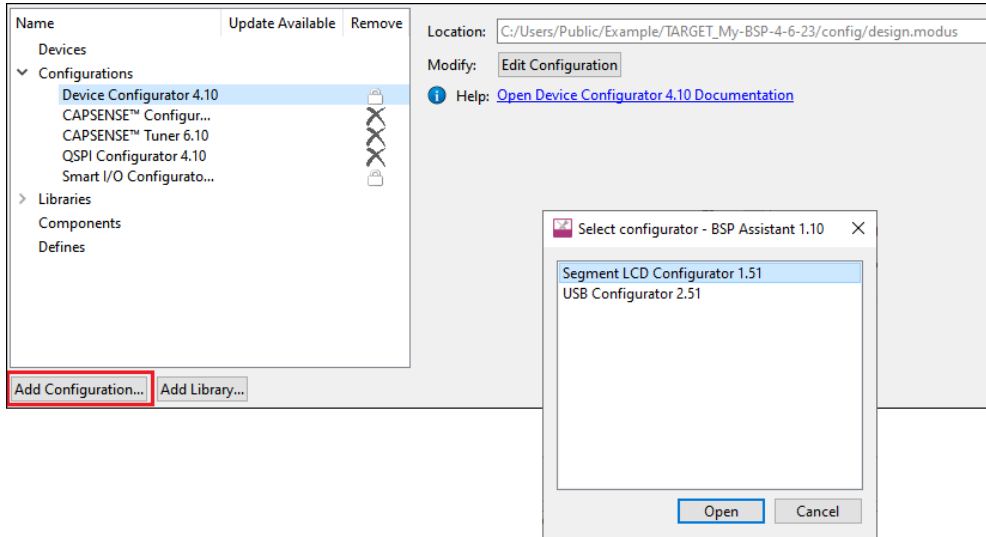 Name Update Available Remove
Devices
Configurations
Device Configurator 4.10
CAPSENSE™ Configur...
CAPSENSE™ Tuner 6.10
QSPI Configurator 4.10
Smart I/O Configurato...
Libraries
Components
Defines
Add Configuration... Add Library...
Location: C:/Users/Public/Example/TARGET_My-BSP-4-6-23/config/design.modus
Modify: Edit Configuration
Help: Open Device Configurator 4.10 Documentation
Select configurator - BSP Assistant 1.10
Segment LCD Configurator 1.51
USB Configurator 2.51
Open Cancel